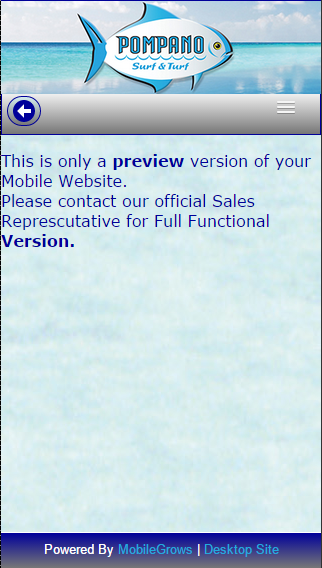 POMPANO
Surf & Turf
This is only a preview version of your
Mobile Website.
Please contact our official Sales
Represcutative for Full Functional
Version.
Powered By MobileGrows | Desktop Site